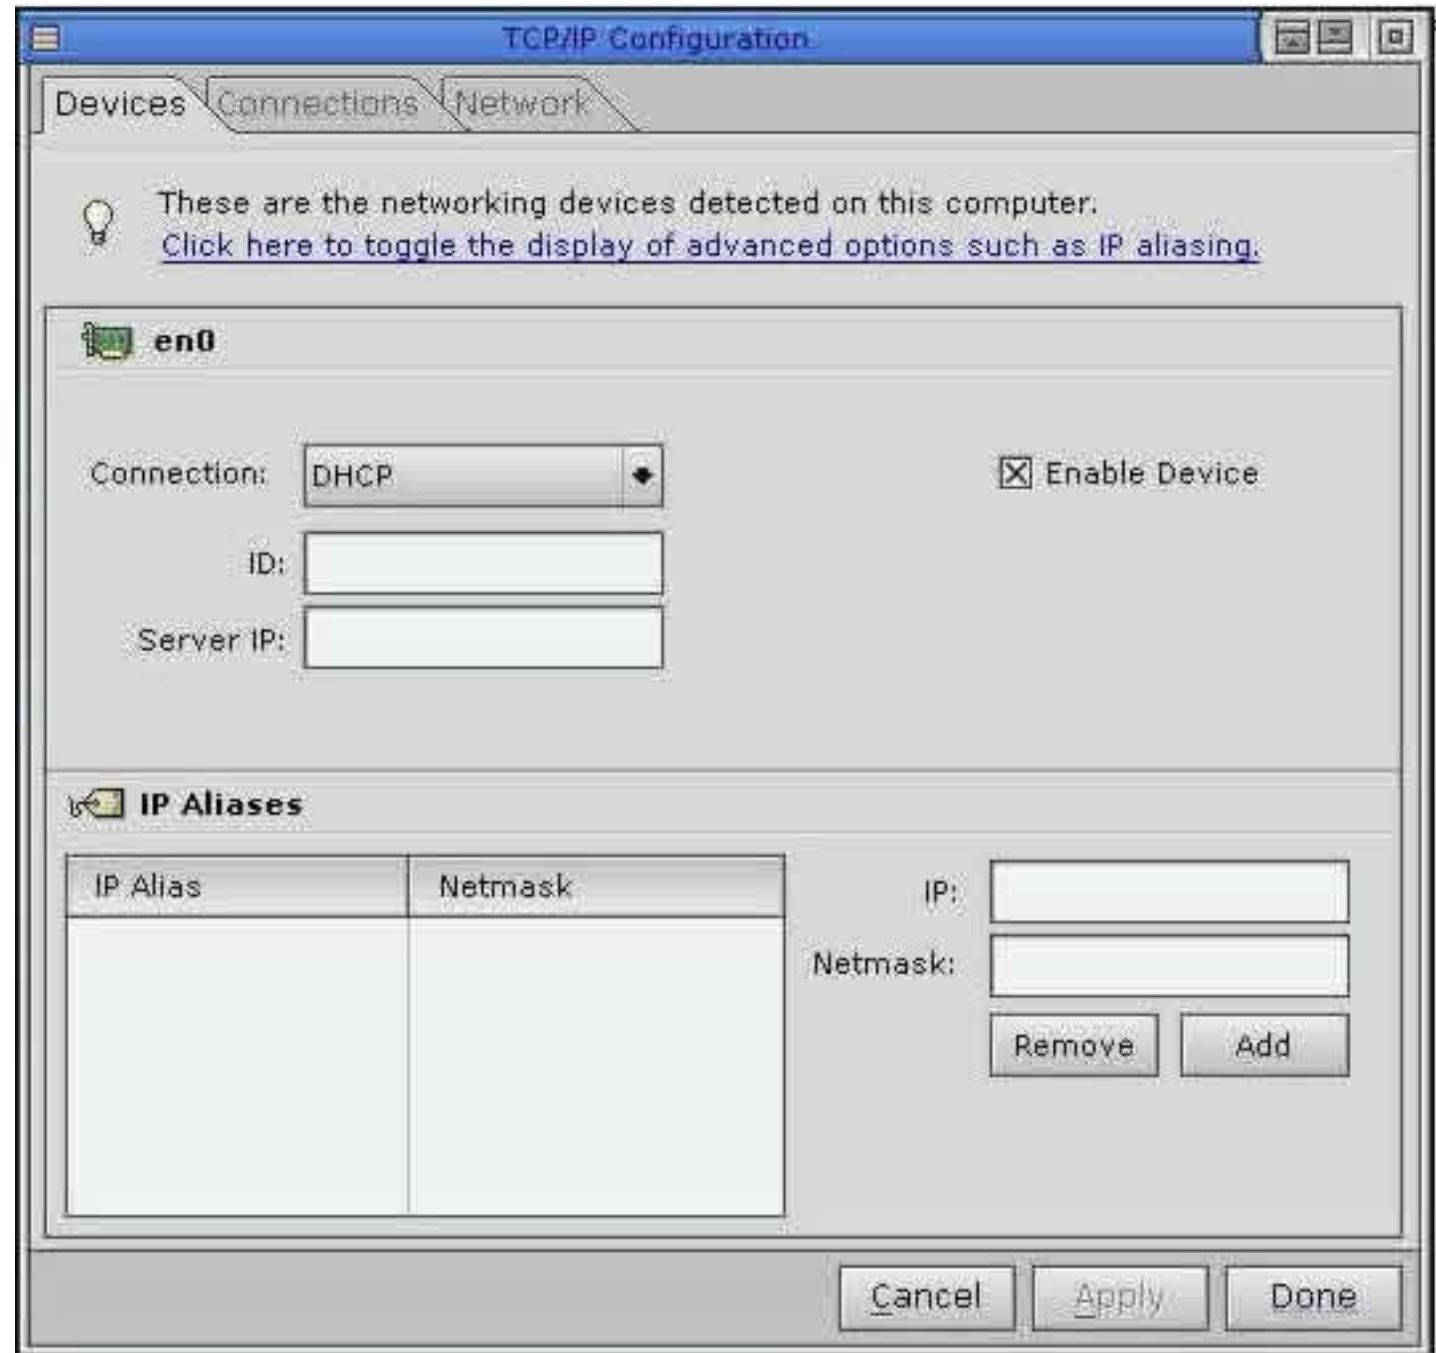 TCP/IP Configuration
Devices Connections Network
These are the networking devices detected on this computer.
Click here to toggle the display of advanced options such as IP aliasing.
en0
Connection: DHCP
Enable Device
ID:
Server IP:
IP Aliases
IP Alias Netmask
IP:
Netmask:
Remove Add
Cancel Apply Done